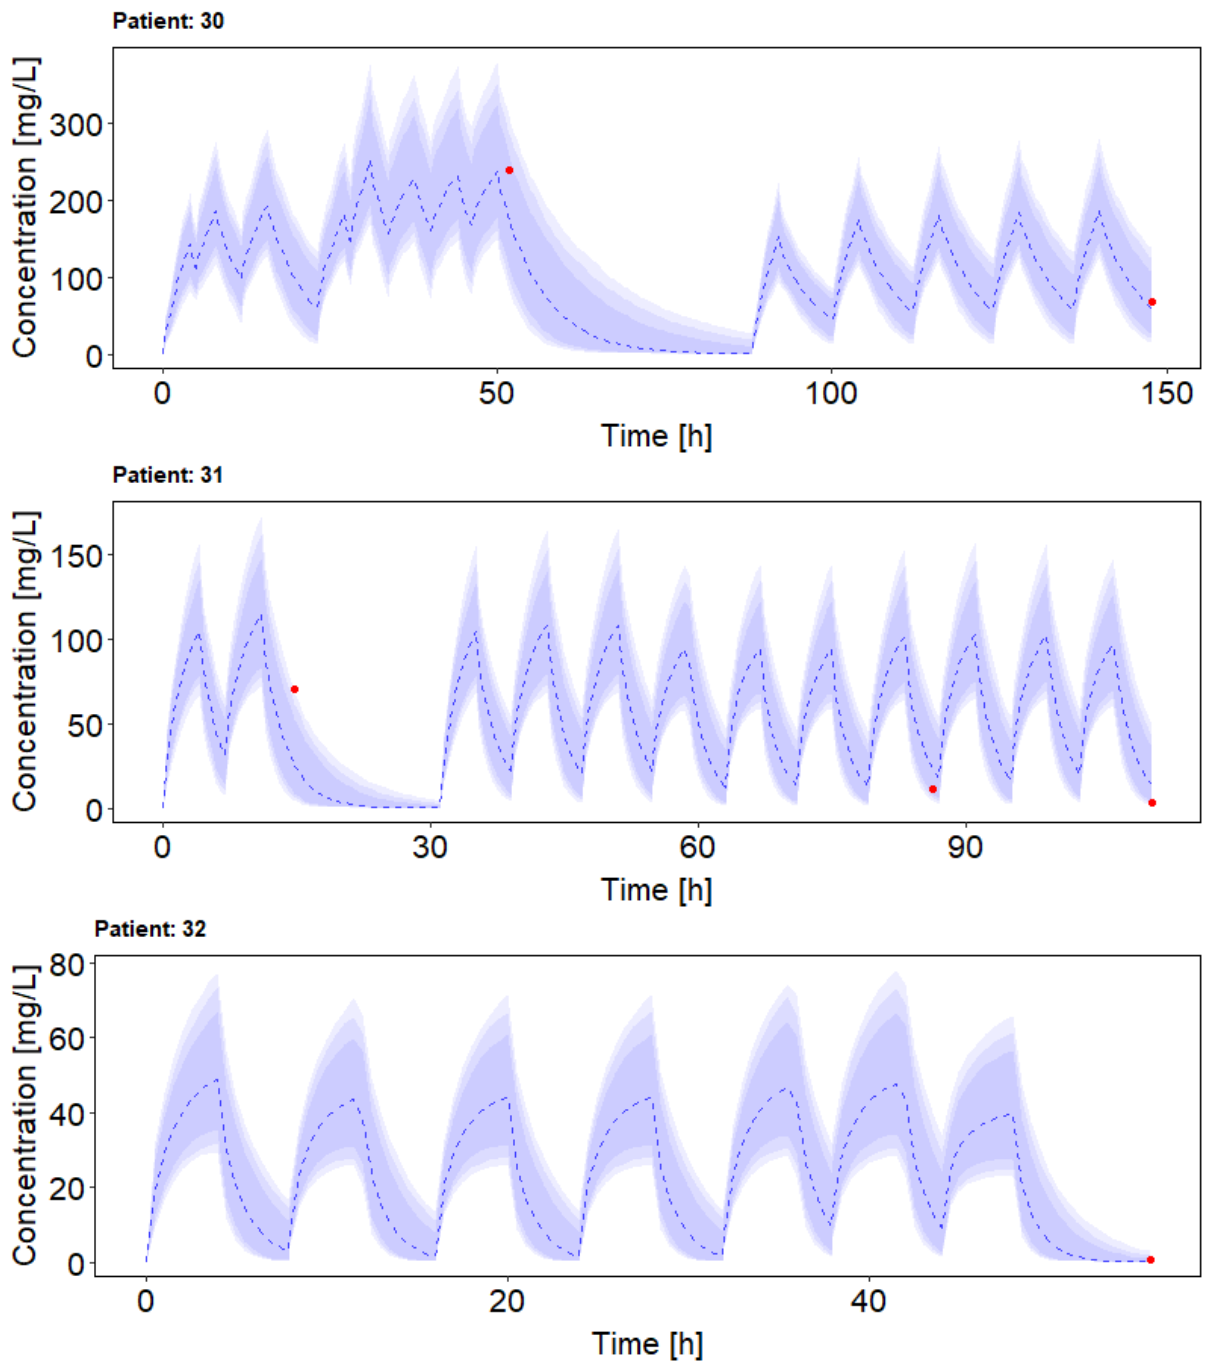 Patient: 30
Concentration [mg/L]
300
200
100
0
0 50 100 150
Time [h]
Patient: 31
Concentration [mg/L]
150
100
50
0
0 30 60 90
Time [h]
Patient: 32
Concentration [mg/L]
80
60
40
20
0
0 20 40
Time [h]